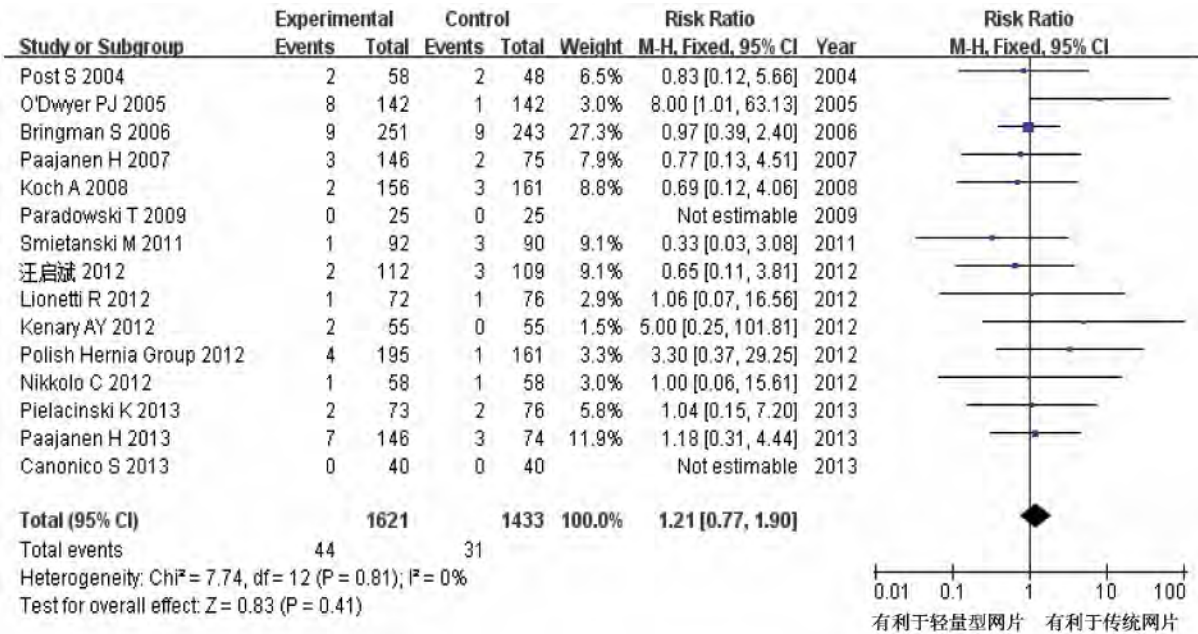 Experimental Control Risk Ratio Risk Ratio
Study or Subgroup Events Total Events Total Weight M-H, Fixed, 95% CI Year M-H, Fixed, 95% CI
Post S 2004 2 58 2 48 6.5% 0.83 [0.12, 5.66] 2004
O'Dwyer PJ 2005 8 142 1 142 3.0% 8.00 [1.01, 63.13] 2005
Bringman S 2006 9 251 9 243 27.3% 0.97 [0.39, 2.40] 2006
Paajanen H 2007 3 146 2 75 7.9% 0.77 [0.13, 4.51] 2007
Koch A 2008 2 156 3 161 8.8% 0.69 [0.12, 4.06] 2008
Paradowski T 2009 0 25 0 25 Not estimable 2009
Smietanski M 2011 1 92 3 90 9.1% 0.33 [0.03, 3.08] 2011
汪启斌 2012 2 112 3 109 9.1% 0.65 [0.11, 3.81] 2012
Lionetti R 2012 1 72 1 76 2.9% 1.06 [0.07, 16.56] 2012
Kenary AY 2012 2 55 0 55 1.5% 5.00 [0.25, 101.81] 2012
Polish Hernia Group 2012 4 195 1 161 3.3% 3.30 [0.37, 29.25] 2012
Nikkolo C 2012 1 58 1 58 3.0% 1.00 [0.06, 15.61] 2012
Pielacinski K 2013 2 73 2 76 5.8% 1.04 [0.15, 7.20] 2013
Paajanen H 2013 7 146 3 74 11.9% 1.18 [0.31, 4.44] 2013
Canonico S 2013 0 40 0 40 Not estimable 2013
Total (95% CI) 1621 1433 100.0% 1.21 [0.77, 1.90]
Total events 44 31
Heterogeneity: Chi² = 7.74, df = 12 (P = 0.81); I² = 0%
Test for overall effect: Z = 0.83 (P = 0.41)
0.01 0.1 1 10 100
有利于轻量型网片 有利于传统网片